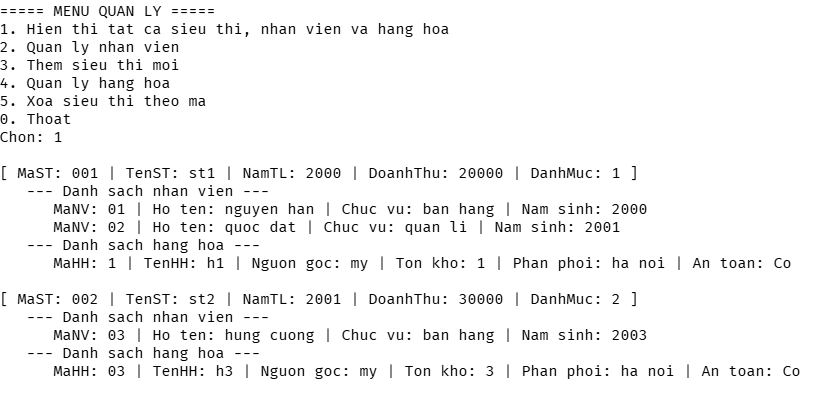 ===== MENU QUAN LY =====
1. Hien thi tat ca sieu thi, nhan vien va hang hoa
2. Quan ly nhan vien
3. Them sieu thi moi
4. Quan ly hang hoa
5. Xoa sieu thi theo ma
0. Thoat
Chon: 1
[ MaST: 001 | TenST: st1 | NamTL: 2000 | DoanhThu: 20000 | DanhMuc: 1 ]
--- Danh sach nhan vien ---
MaNV: 01 | Ho ten: nguyen han | Chuc vu: ban hang | Nam sinh: 2000
MaNV: 02 | Ho ten: quoc dat | Chuc vu: quan li | Nam sinh: 2001
--- Danh sach hang hoa ---
MaHH: 1 | TenHH: h1 | Nguon goc: my | Ton kho: 1 | Phan phoi: ha noi | An toan: Co
[ MaST: 002 | TenST: st2 | NamTL: 2001 | DoanhThu: 30000 | DanhMuc: 2 ]
--- Danh sach nhan vien ---
MaNV: 03 | Ho ten: hung cuong | Chuc vu: ban hang | Nam sinh: 2003
--- Danh sach hang hoa ---
MaHH: 03 | TenHH: h3 | Nguon goc: my | Ton kho: 3 | Phan phoi: ha noi | An toan: Co